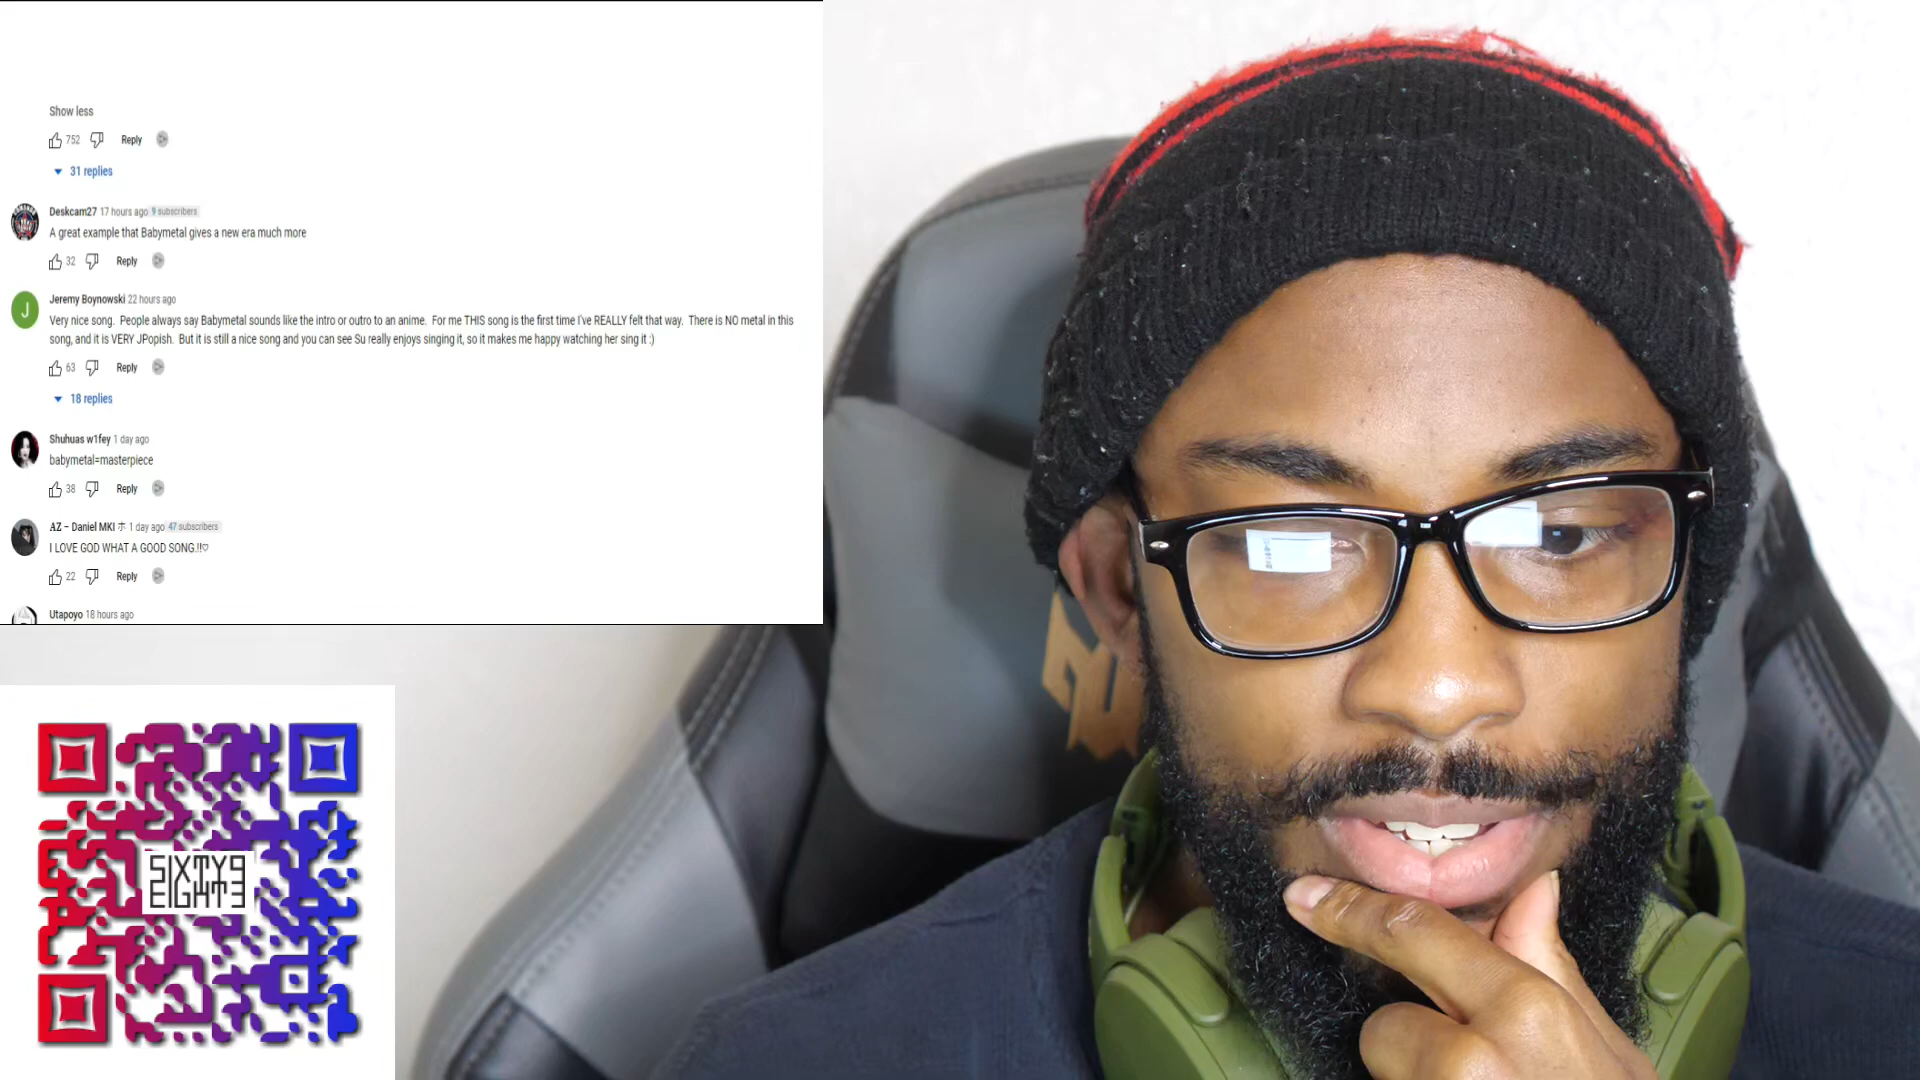 Show less
752 Reply
31 replies
Deskcam27 17 hours ago 9 subscribers
A great example that Babymetal gives a new era much more
32 Reply
J
Jeremy Boynowski 22 hours ago
Very nice song. People always say Babymetal sounds like the intro or outro to an anime. For me THIS song is the first time I've REALLY felt that way. There is NO metal in this
song, and it is VERY JPopish. But it is still a nice song and you can see Su really enjoys singing it, so it makes me happy watching her sing it :)
63 Reply
18 replies
Shuhuas w1fey 1 day ago
babymetal=masterpiece
38 Reply
AZ - Daniel MKI ホ 1 day ago 47 subscribers
I LOVE GOD WHAT A GOOD SONG.!!♡
22 Reply
Utapoyo 18 hours ago
SIXTY9
EIGHT3